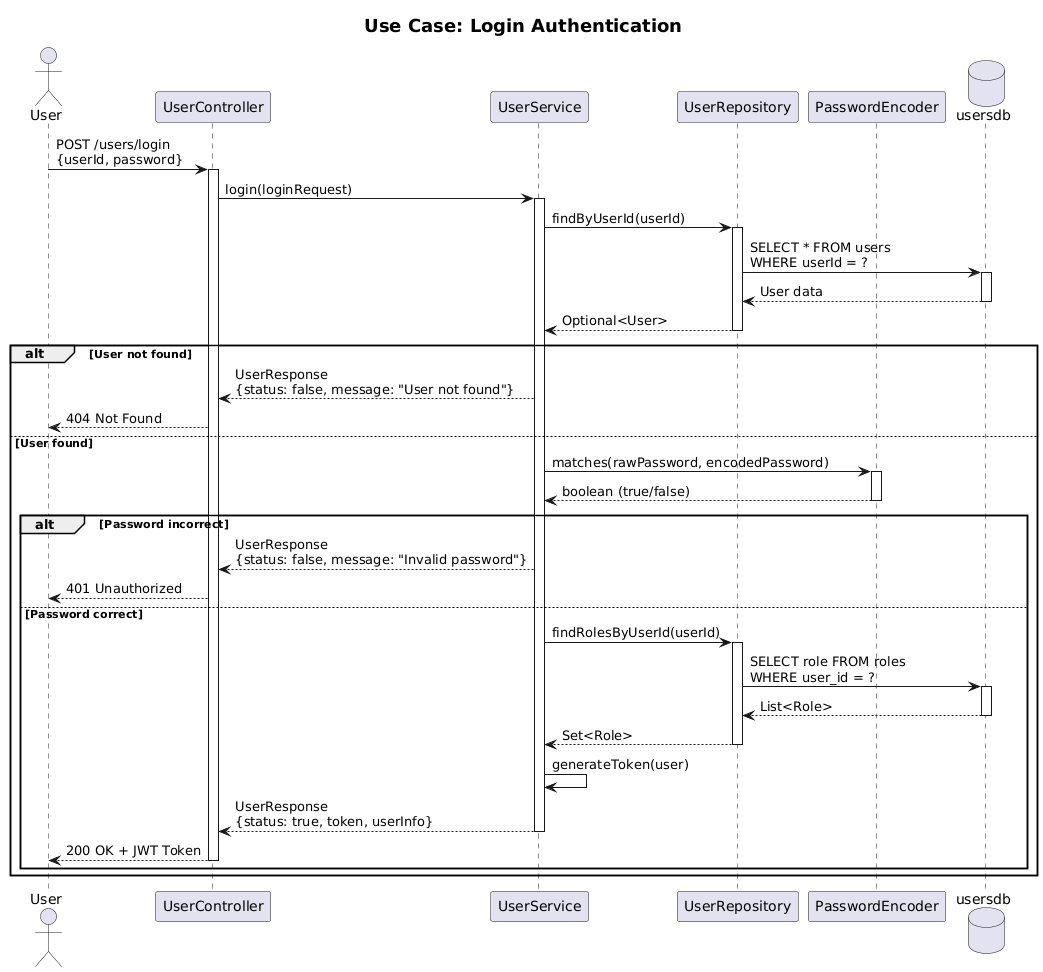 Use Case: Login Authentication
User
UserController
UserService
UserRepository
PasswordEncoder
usersdb
POST /users/login
{userId, password}
login(loginRequest)
findByUserId(userId)
SELECT * FROM users
WHERE userId = ?
User data
Optional<User>
alt
[User not found]
UserResponse
{status: false, message: "User not found"}
404 Not Found
[User found]
matches(rawPassword, encodedPassword)
boolean (true/false)
alt
[Password incorrect]
UserResponse
{status: false, message: "Invalid password"}
401 Unauthorized
[Password correct]
findRolesByUserId(userId)
SELECT role FROM roles
WHERE user_id = ?
List<Role>
Set<Role>
generateToken(user)
UserResponse
{status: true, token, userInfo}
200 OK + JWT Token
User
UserController
UserService
UserRepository
PasswordEncoder
usersdb